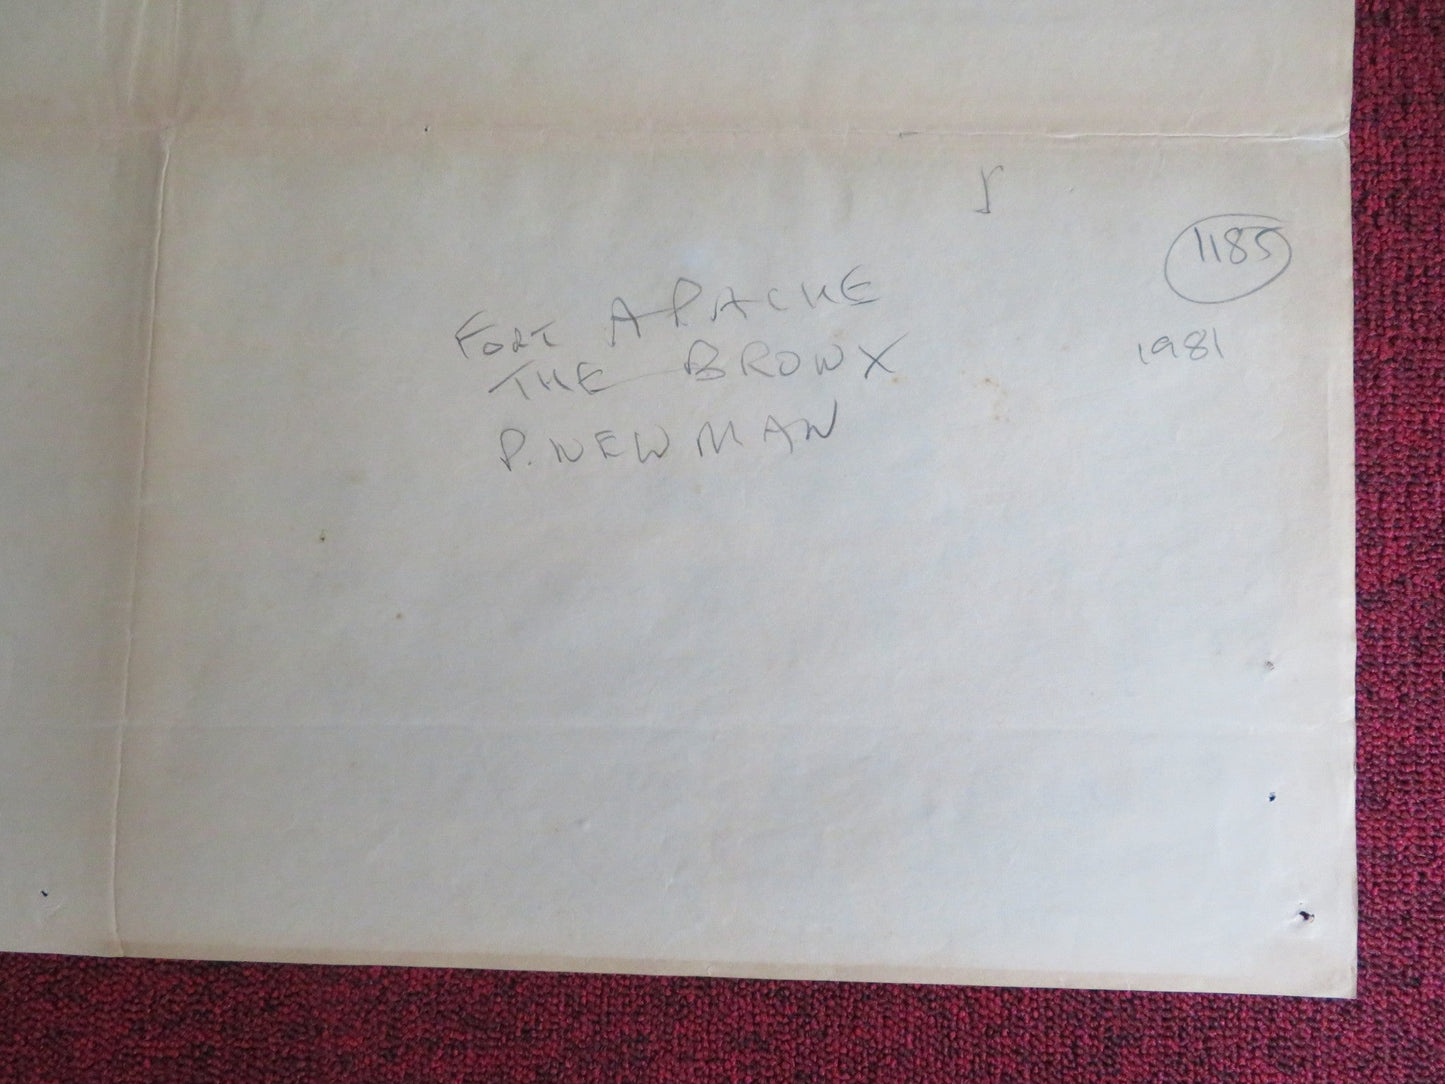 1185
1981
FORT APACHE
THE BRONX
P. NEWMAN